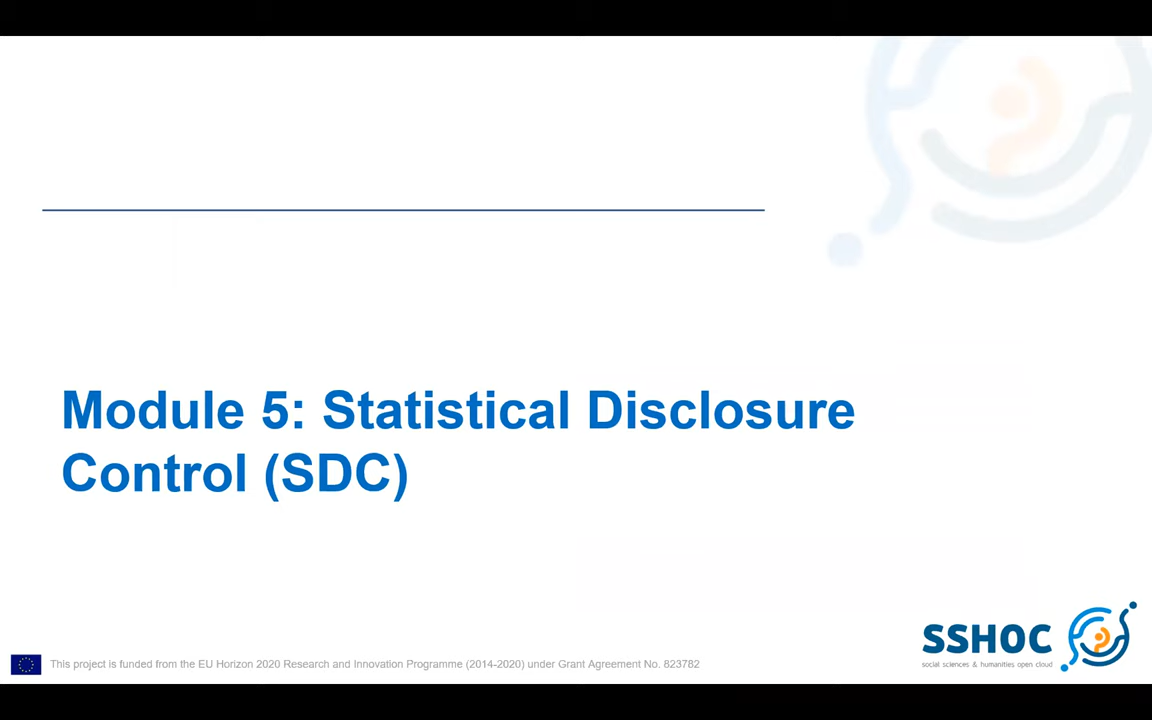 Module 5: Statistical Disclosure
Control (SDC)
SSHOC
social sciences & humanities open cloud
This project is funded from the EU Horizon 2020 Research and Innovation Programme (2014-2020) under Grant Agreement No. 823782